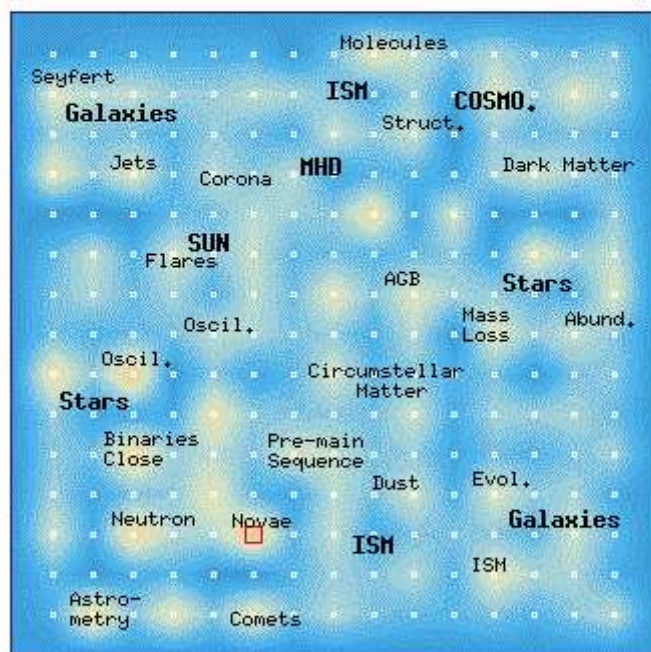 Molecules
Seyfert
ISM
COSMO.
Galaxies
Struct.
Jets
MHD
Dark Matter
Corona
SUN
Flares
AGB
Stars
Mass
Loss
Abund.
Oscil.
Oscil.
Circumstellar
Matter
Stars
Binaries
Close
Pre-main
Sequence
Dust
Evol.
Neutron
Novae
Galaxies
ISM
ISM
Astro-
metry
Comets